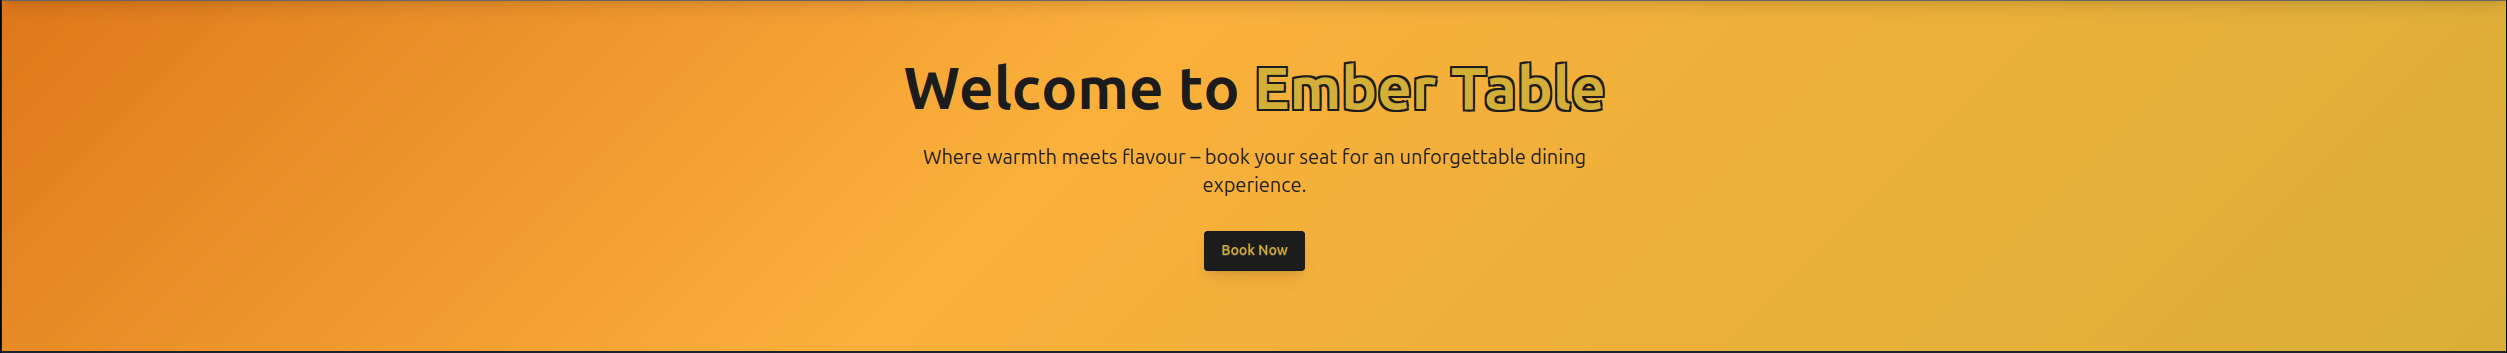 Welcome to Ember Table
Where warmth meets flavour – book your seat for an unforgettable dining
experience.
Book Now